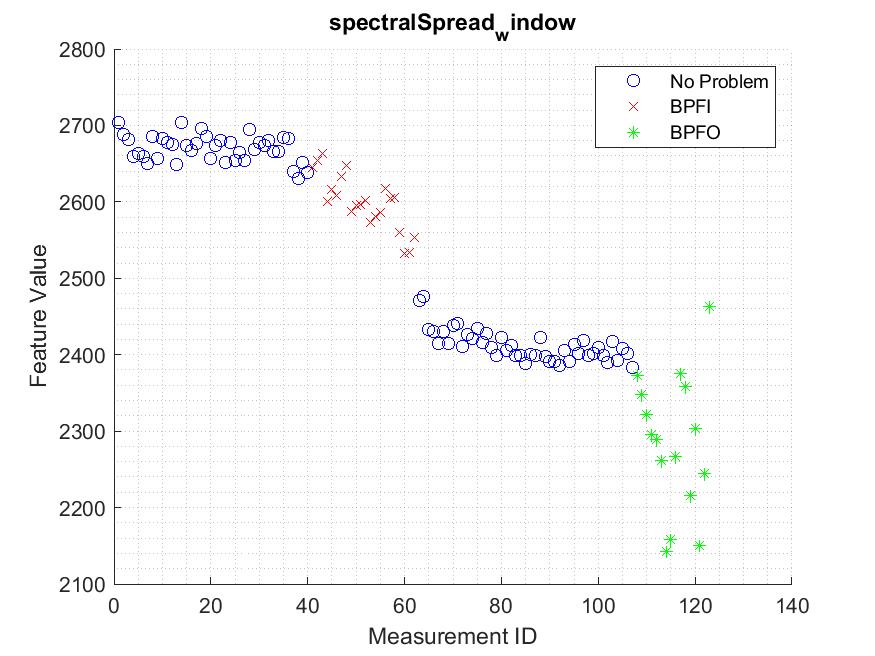 spectralSpread_window
2800
2700
2600
2500
2400
2300
2200
2100
0 20 40 60 80 100 120 140
Feature Value
Measurement ID
No Problem
BPFI
BPFO